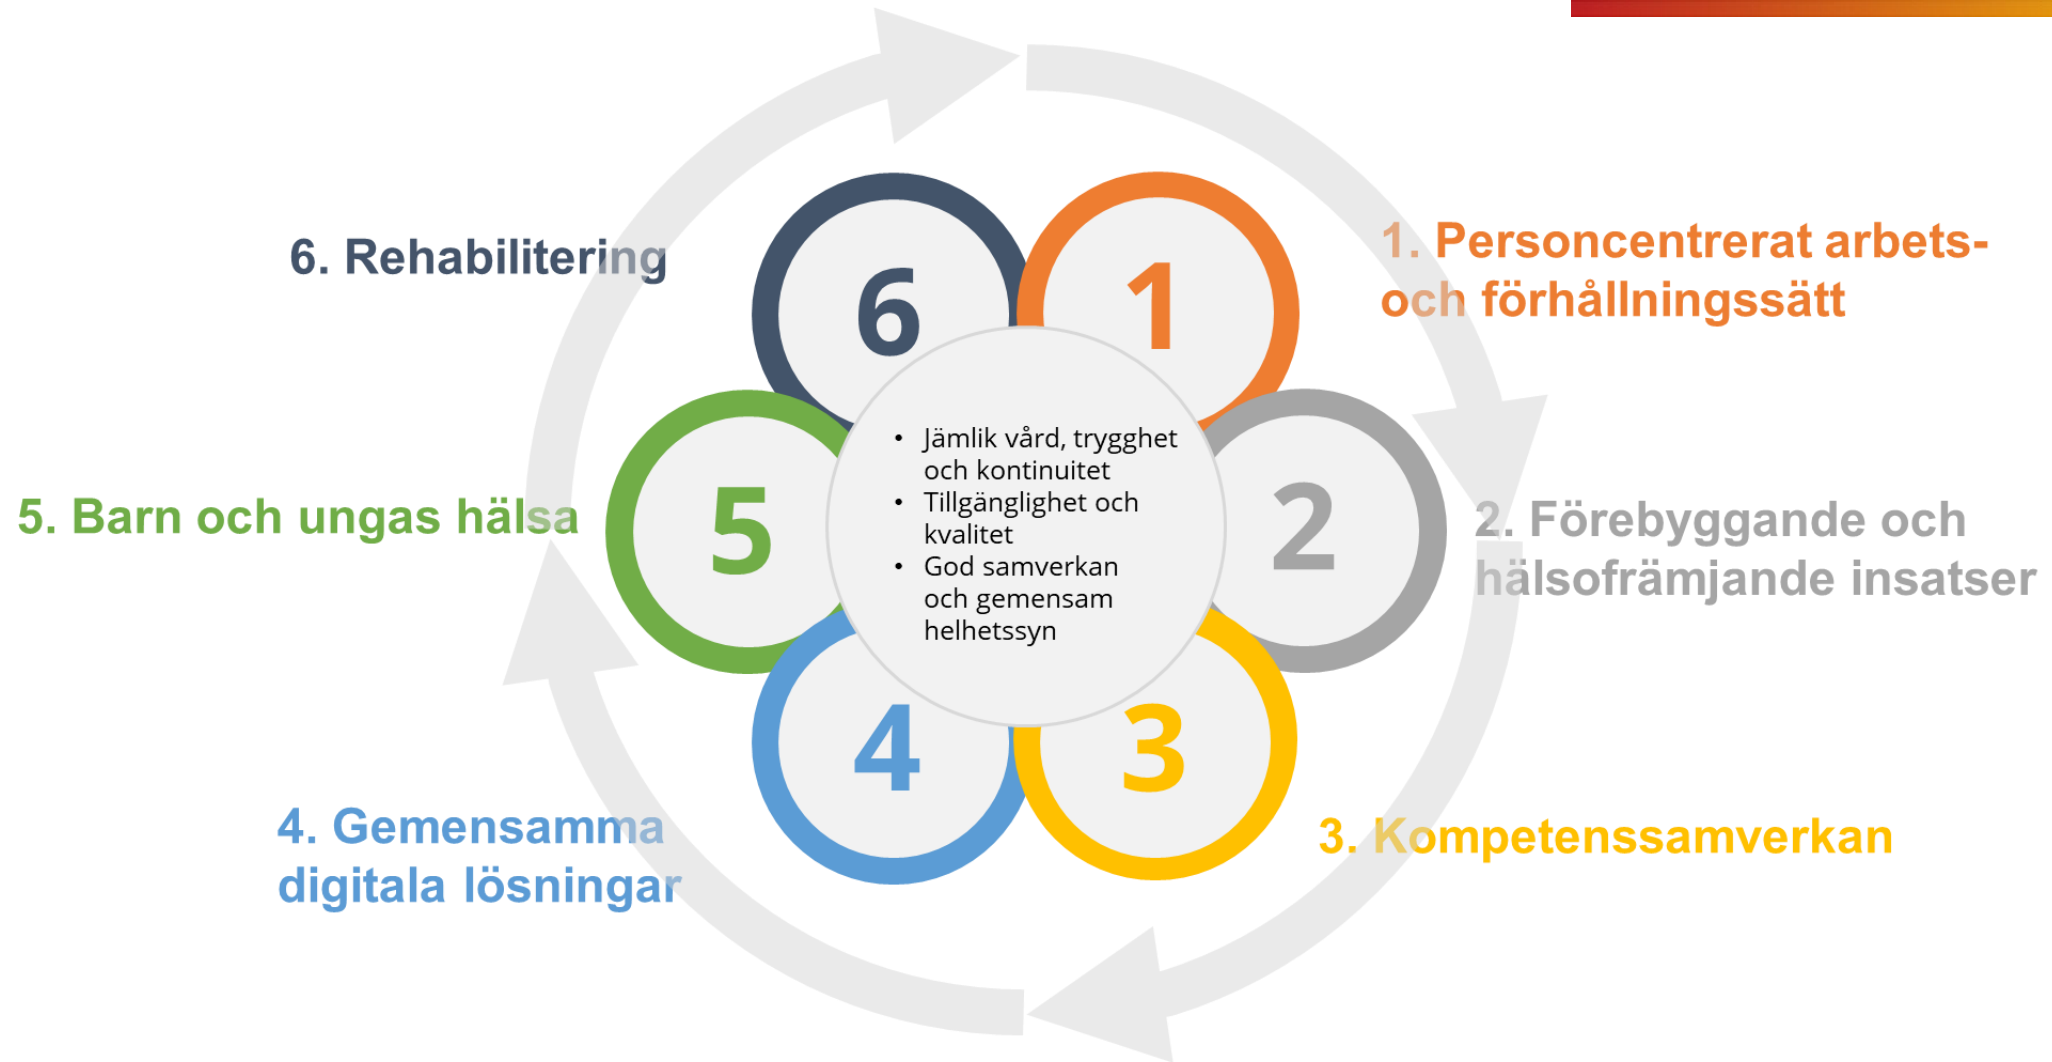 6. Rehabilitering
1. Personcentrerat arbets-
och förhållningssätt
6
1
• Jämlik vård, trygghet
och kontinuitet
• Tillgänglighet och
kvalitet
• God samverkan
och gemensam
helhetssyn
5. Barn och ungas hälsa
5
2
2. Förebyggande och
hälsofrämjande insatser
4
3
4. Gemensamma
digitala lösningar
3. Kompetenssamverkan